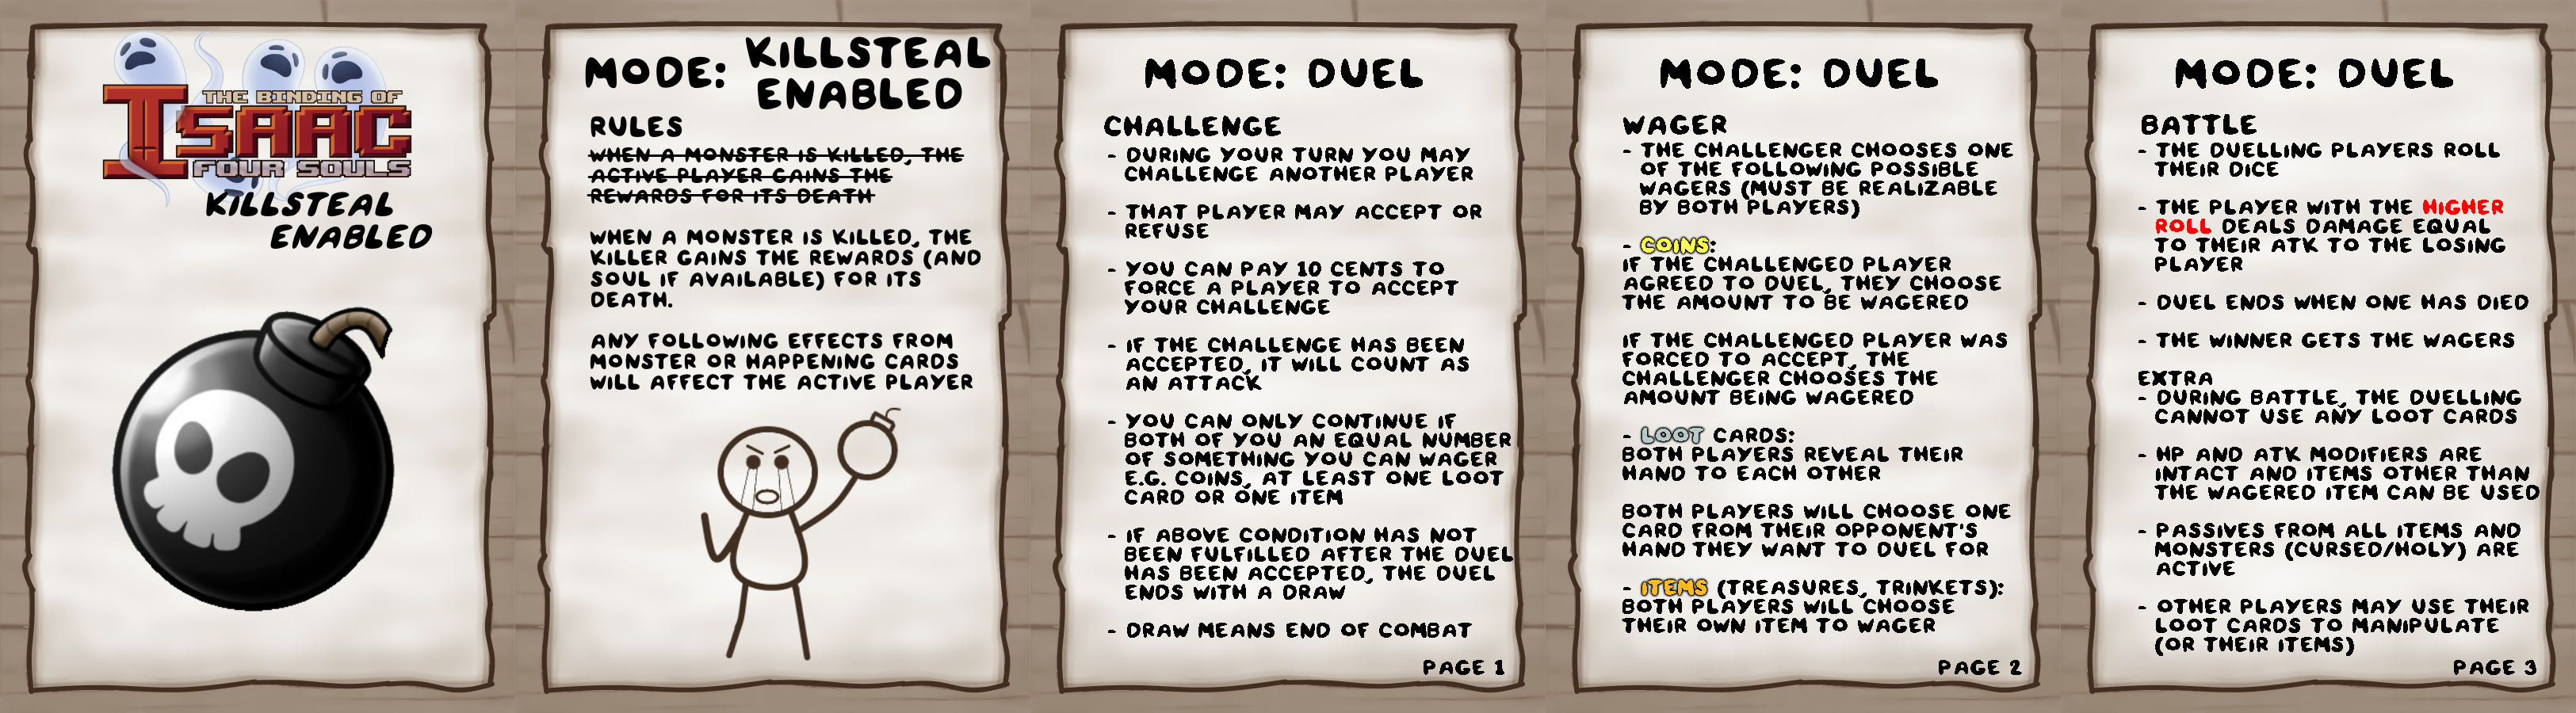 THE BINDING OF
ISAAC
FOUR SOULS
KILLSTEAL
ENABLED
MODE: KILLSTEAL
ENABLED
RULES
WHEN A MONSTER IS KILLED, THE
ACTIVE PLAYER GAINS THE
REWARDS FOR ITS DEATH
WHEN A MONSTER IS KILLED, THE
KILLER GAINS THE REWARDS (AND
SOUL IF AVAILABLE) FOR ITS
DEATH.
ANY FOLLOWING EFFECTS FROM
MONSTER OR HAPPENING CARDS
WILL AFFECT THE ACTIVE PLAYER
MODE: DUEL
CHALLENGE
- DURING YOUR TURN YOU MAY
CHALLENGE ANOTHER PLAYER
- THAT PLAYER MAY ACCEPT OR
REFUSE
- YOU CAN PAY 10 CENTS TO
FORCE A PLAYER TO ACCEPT
YOUR CHALLENGE
- IF THE CHALLENGE HAS BEEN
ACCEPTED, IT WILL COUNT AS
AN ATTACK
- YOU CAN ONLY CONTINUE IF
BOTH OF YOU AN EQUAL NUMBER
OF SOMETHING YOU CAN WAGER
E.G. COINS, AT LEAST ONE LOOT
CARD OR ONE ITEM
- IF ABOVE CONDITION HAS NOT
BEEN FULFILLED AFTER THE DUEL
HAS BEEN ACCEPTED, THE DUEL
ENDS WITH A DRAW
- DRAW MEANS END OF COMBAT
PAGE 1
MODE: DUEL
WAGER
- THE CHALLENGER CHOOSES ONE
OF THE FOLLOWING POSSIBLE
WAGERS (MUST BE REALIZABLE
BY BOTH PLAYERS)
- COINS:
IF THE CHALLENGED PLAYER
AGREED TO DUEL, THEY CHOOSE
THE AMOUNT TO BE WAGERED
IF THE CHALLENGED PLAYER WAS
FORCED TO ACCEPT, THE
CHALLENGER CHOOSES THE
AMOUNT BEING WAGERED
- LOOT CARDS:
BOTH PLAYERS REVEAL THEIR
HAND TO EACH OTHER
BOTH PLAYERS WILL CHOOSE ONE
CARD FROM THEIR OPPONENT'S
HAND THEY WANT TO DUEL FOR
- ITEMS (TREASURES, TRINKETS):
BOTH PLAYERS WILL CHOOSE
THEIR OWN ITEM TO WAGER
PAGE 2
MODE: DUEL
BATTLE
- THE DUELLING PLAYERS ROLL
THEIR DICE
- THE PLAYER WITH THE HIGHER
ROLL DEALS DAMAGE EQUAL
TO THEIR ATK TO THE LOSING
PLAYER
- DUEL ENDS WHEN ONE HAS DIED
- THE WINNER GETS THE WAGERS
EXTRA
- DURING BATTLE, THE DUELLING
CANNOT USE ANY LOOT CARDS
- HP AND ATK MODIFIERS ARE
INTACT AND ITEMS OTHER THAN
THE WAGERED ITEM CAN BE USED
- PASSIVES FROM ALL ITEMS AND
MONSTERS (CURSED/HOLY) ARE
ACTIVE
- OTHER PLAYERS MAY USE THEIR
LOOT CARDS TO MANIPULATE
(OR THEIR ITEMS)
PAGE 3